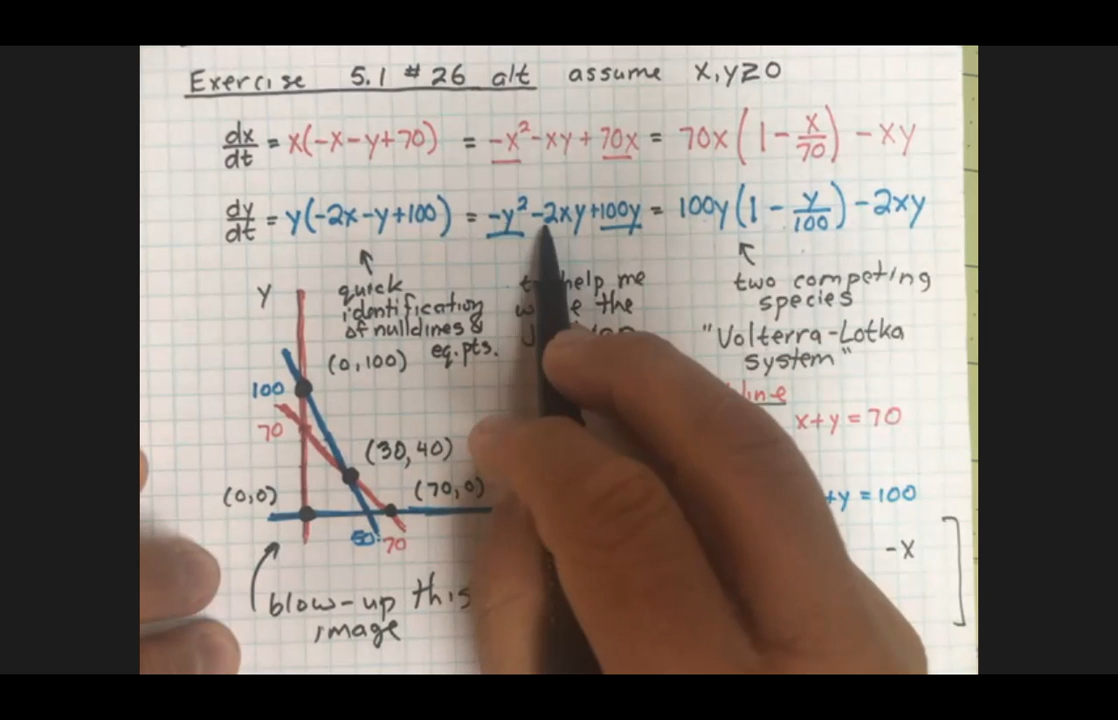 Exercise 5.1 #26 alt assume x,y≥0
dx/dt = x(-x-y+70) = -x²-xy+70x = 70x(1-x/70)-xy
dy/dt = y(-2x-y+100) = -y²-2xy+100y = 100y(1-y/100)-2xy
quick
identification
of nullclines &
eq. pts.
help me
the
two competing
species
"Volterra-Lotka
system"
y
(0,100)
100
70
(30,40)
(70,0)
(0,0)
50
70
blow-up this
image
x+y=70
+y=100
-x